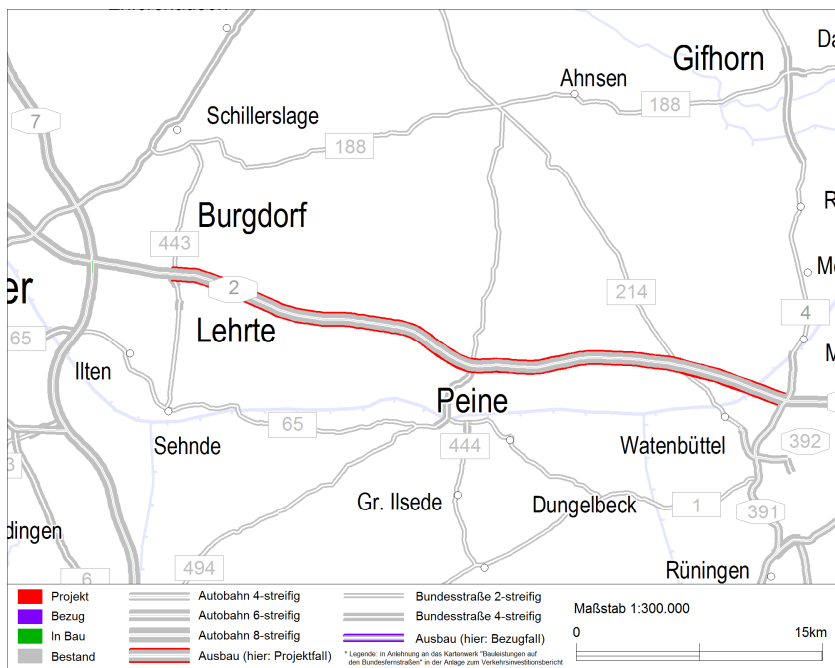 Gifhorn
Ahnsen
188
7
Schillerslage
188
Burgdorf
443
er
2
214
4
65
Lehrte
Ilten
Peine
65
Sehnde
444
Watenbüttel
392
3
Gr. Ilsede
Dungelbeck
1
391
dingen
494
6
Rüningen
Projekt
Bezug
In Bau
Bestand
Autobahn 4-streifig
Autobahn 6-streifig
Autobahn 8-streifig
Ausbau (hier: Projektfall)
Bundesstraße 2-streifig
Bundesstraße 4-streifig
Ausbau (hier: Bezugfall)
* Legende: in Anlehnung an das Kartenwerk "Bauleistungen auf
den Bundesfernstraßen" in der Anlage zum Verkehrsinvestitionsbericht
Maßstab 1:300.000
0
15km